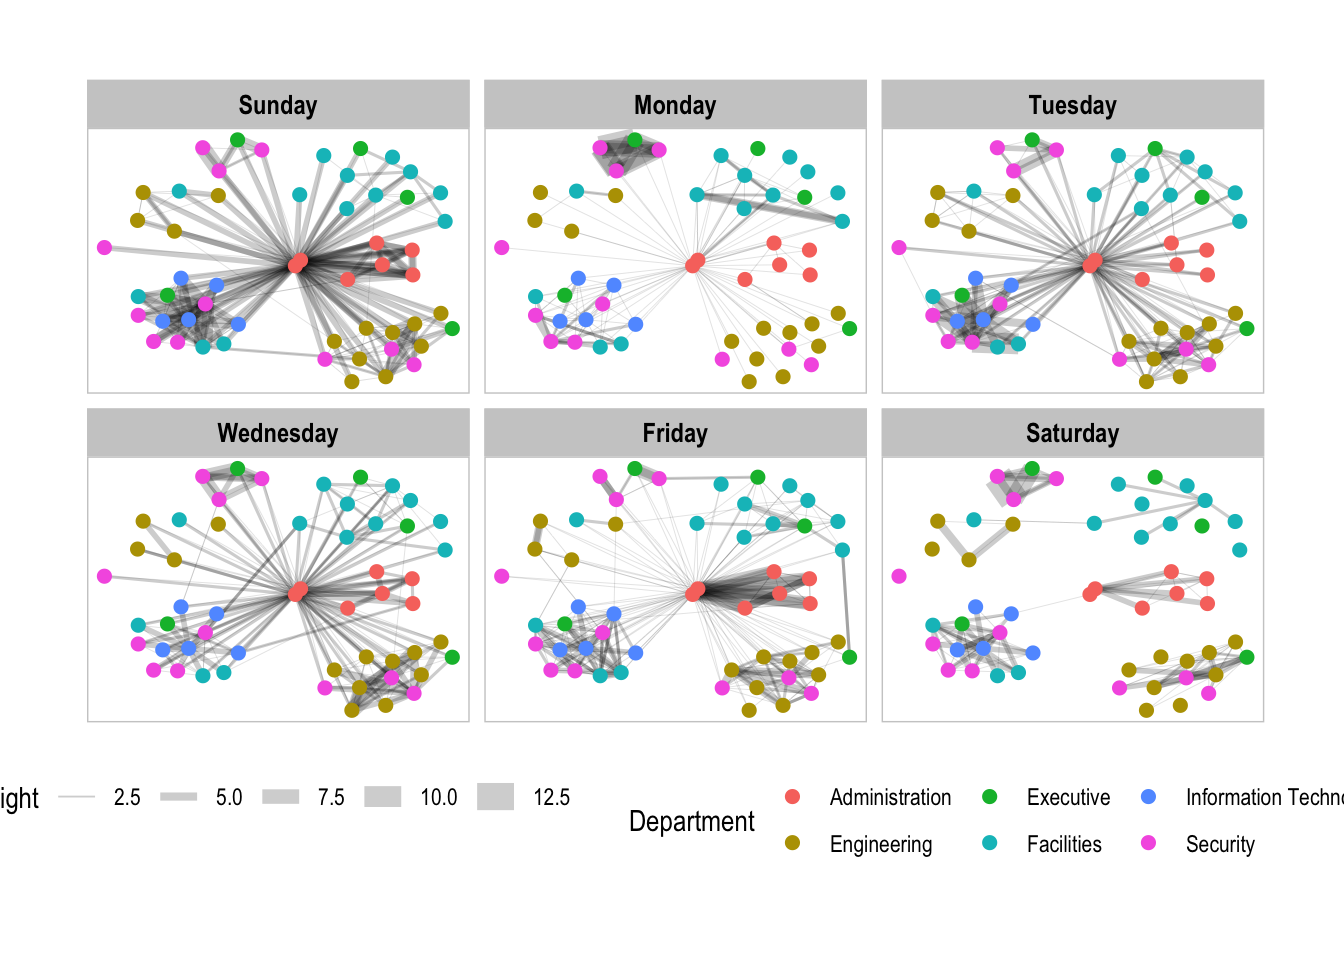 Sunday
Monday
Tuesday
Wednesday
Friday
Saturday
ight 2.5 5.0 7.5 10.0 12.5
Department
Administration Executive Information Techno
Engineering Facilities Security